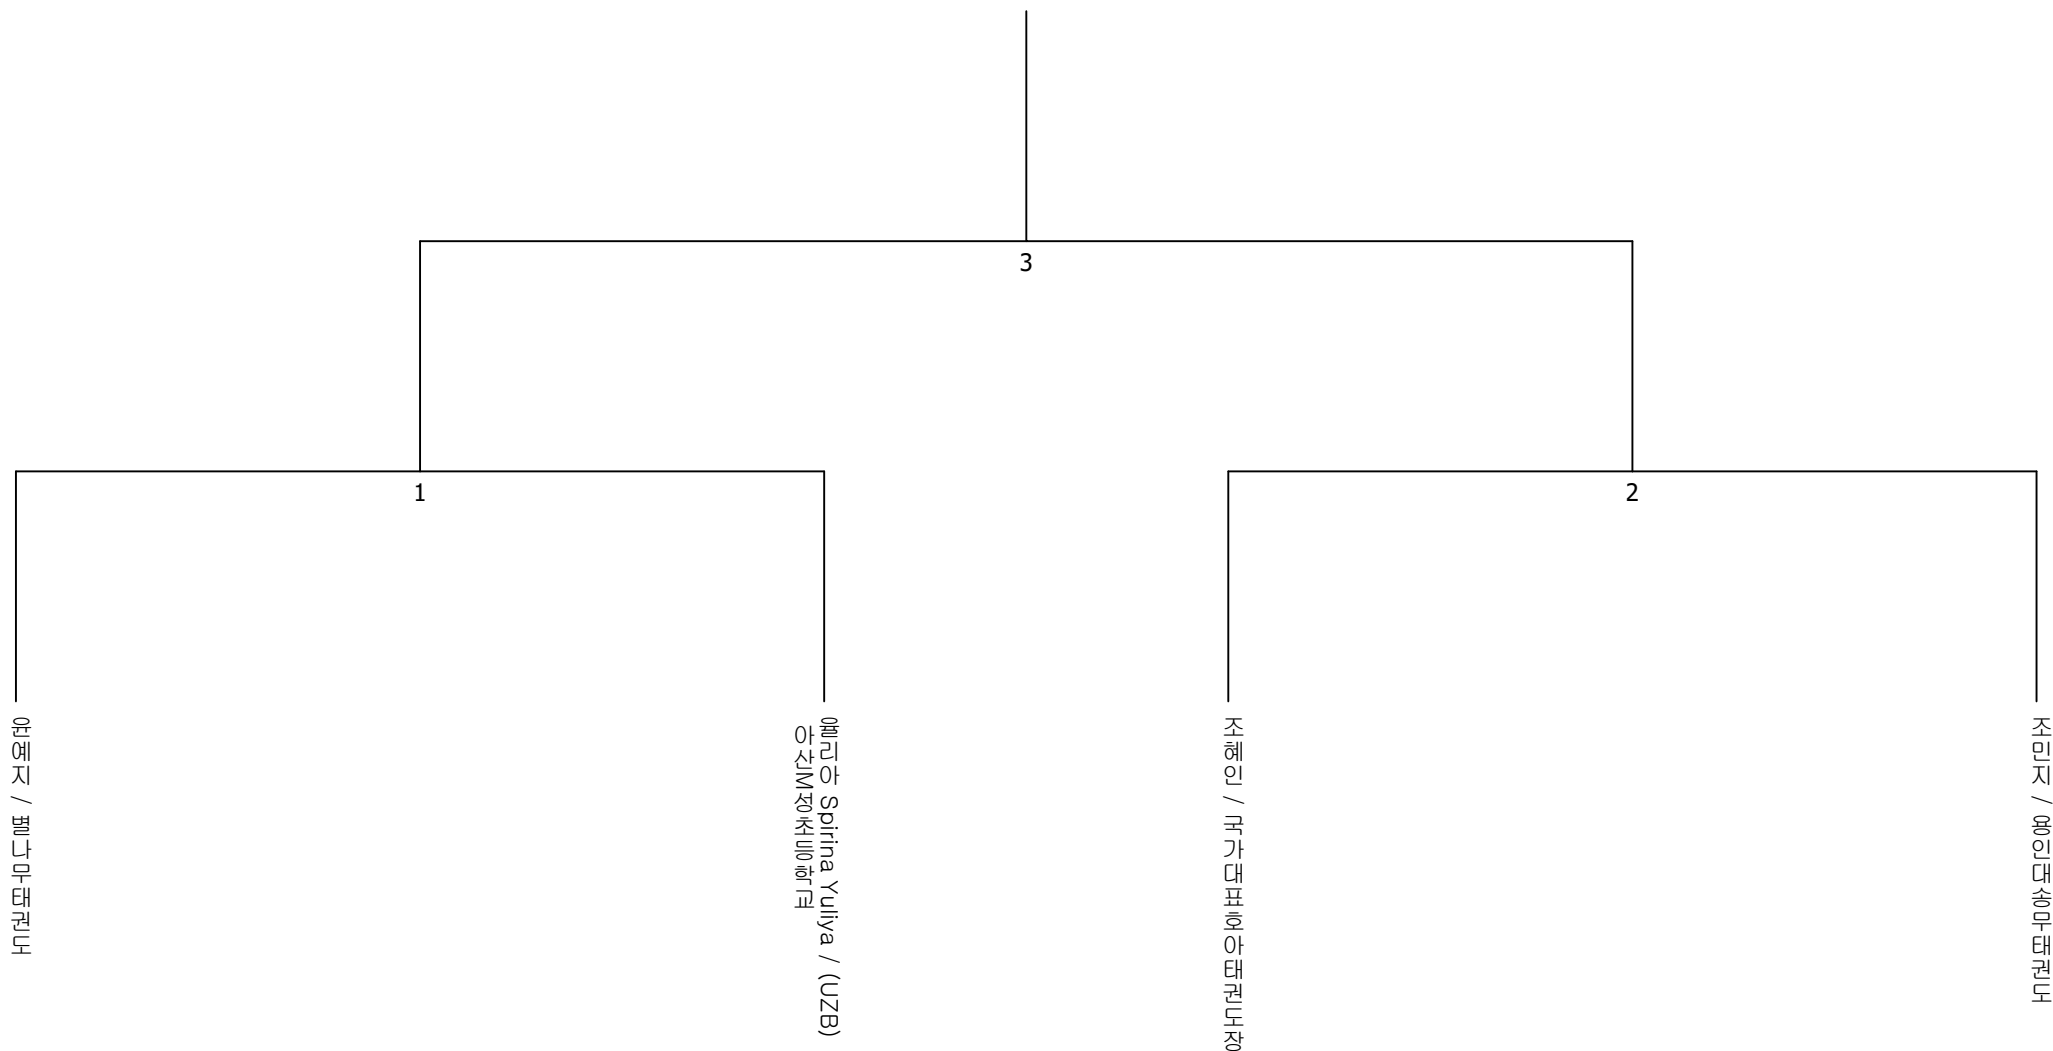 3
1
2
윤예지 / 별나무태권도
율리아 Spirina Yuliya / (UZB)
아산M성초등학교
조혜인 / 국가대표호아태권도장
조민지 / 용인대송무태권도